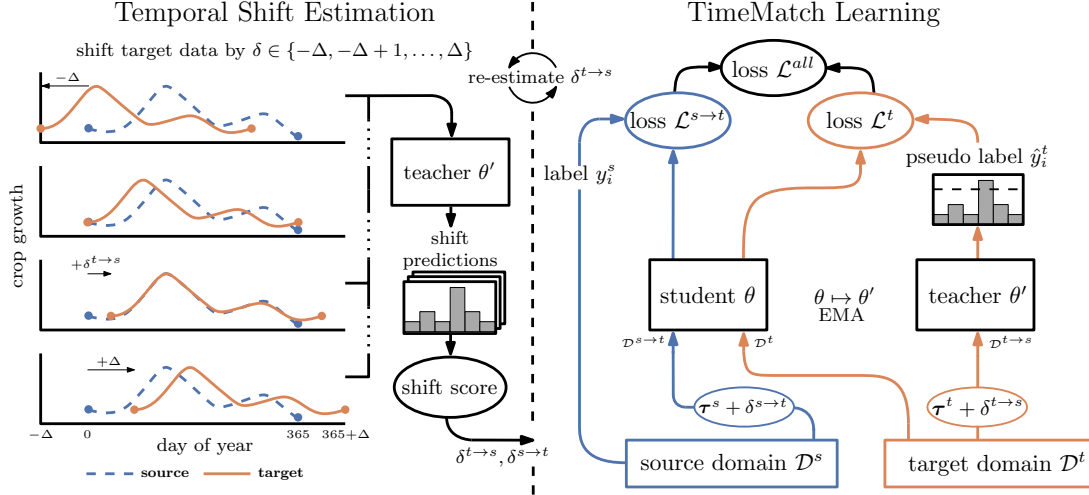 Temporal Shift Estimation
shift target data by δ ∈ {−Δ, −Δ + 1, . . . , Δ}
−Δ
+δ^{t→s}
+Δ
crop growth
−Δ
0
365
365+Δ
day of year
source
target
teacher θ′
shift
predictions
shift score
δ^{t→s}, δ^{s→t}
re-estimate δ^{t→s}
TimeMatch Learning
loss 𝓛^{all}
loss 𝓛^{s→t}
loss 𝓛^t
label y_i^s
pseudo label ŷ_i^t
student θ
θ ↦ θ′
EMA
teacher θ′
𝒟^{s→t}
𝒟^t
𝒟^{t→s}
τ^s + δ^{s→t}
τ^t + δ^{t→s}
source domain 𝒟^s
target domain 𝒟^t